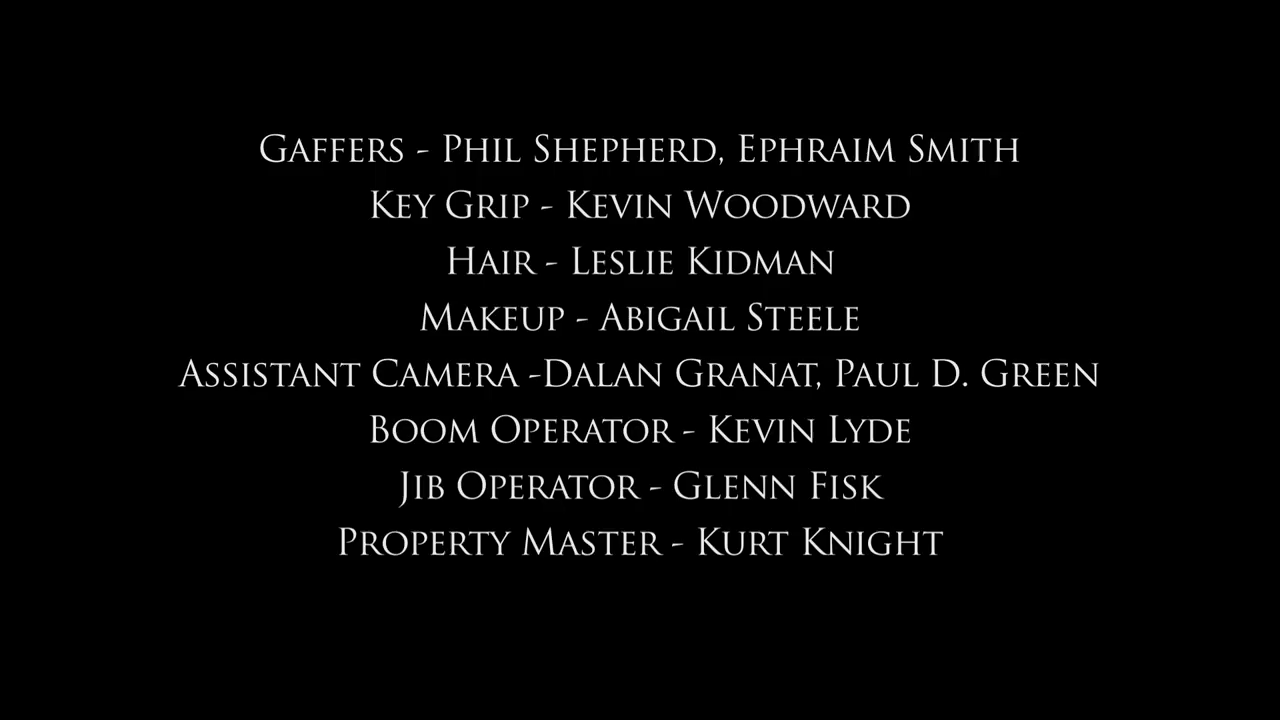 Gaffers - Phil Shepherd, Ephraim Smith
Key Grip - Kevin Woodward
Hair - Leslie Kidman
Makeup - Abigail Steele
Assistant Camera -Dalan Granat, Paul D. Green
Boom Operator - Kevin Lyde
Jib Operator - Glenn Fisk
Property Master - Kurt Knight